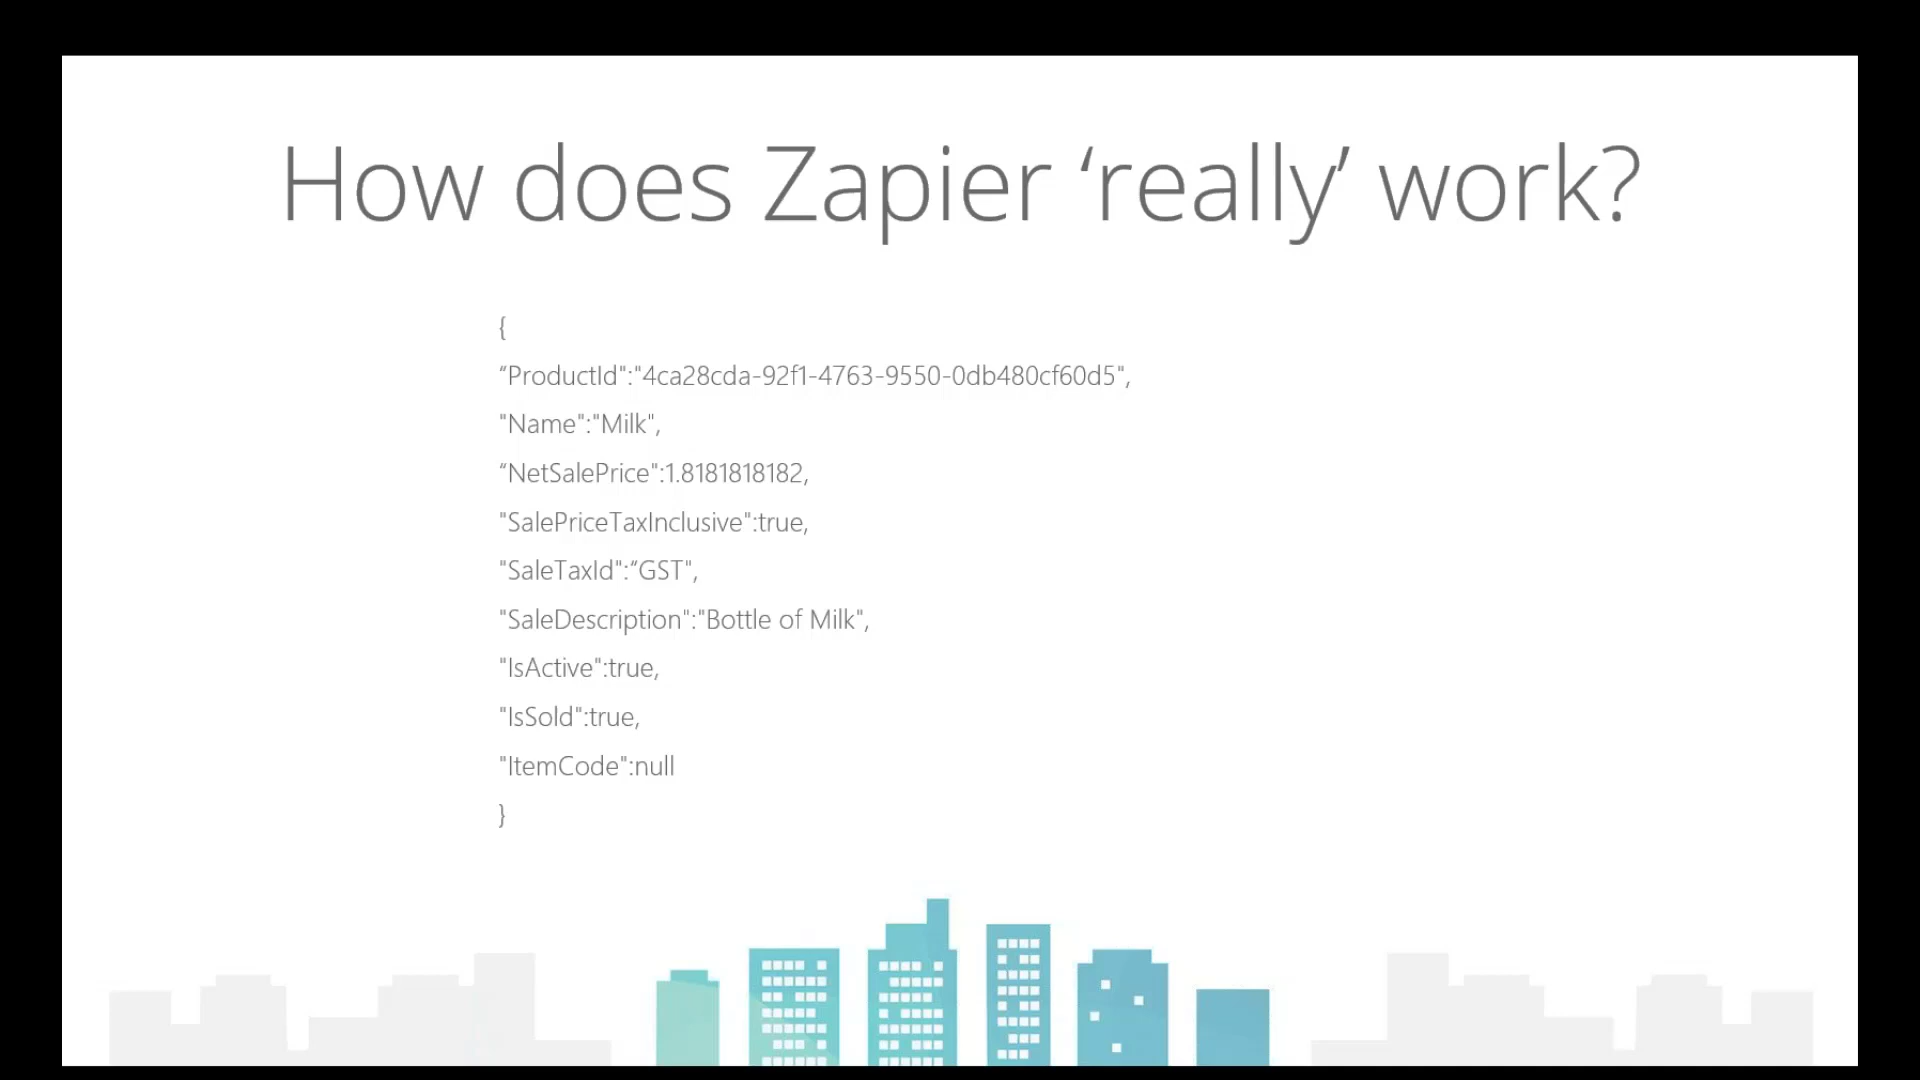 How does Zapier ‘really’ work?
{
“ProductId":"4ca28cda-92f1-4763-9550-0db480cf60d5",
"Name":"Milk",
“NetSalePrice":1.8181818182,
"SalePriceTaxInclusive":true,
"SaleTaxId":“GST",
"SaleDescription":"Bottle of Milk",
"IsActive":true,
"IsSold":true,
"ItemCode":null
}